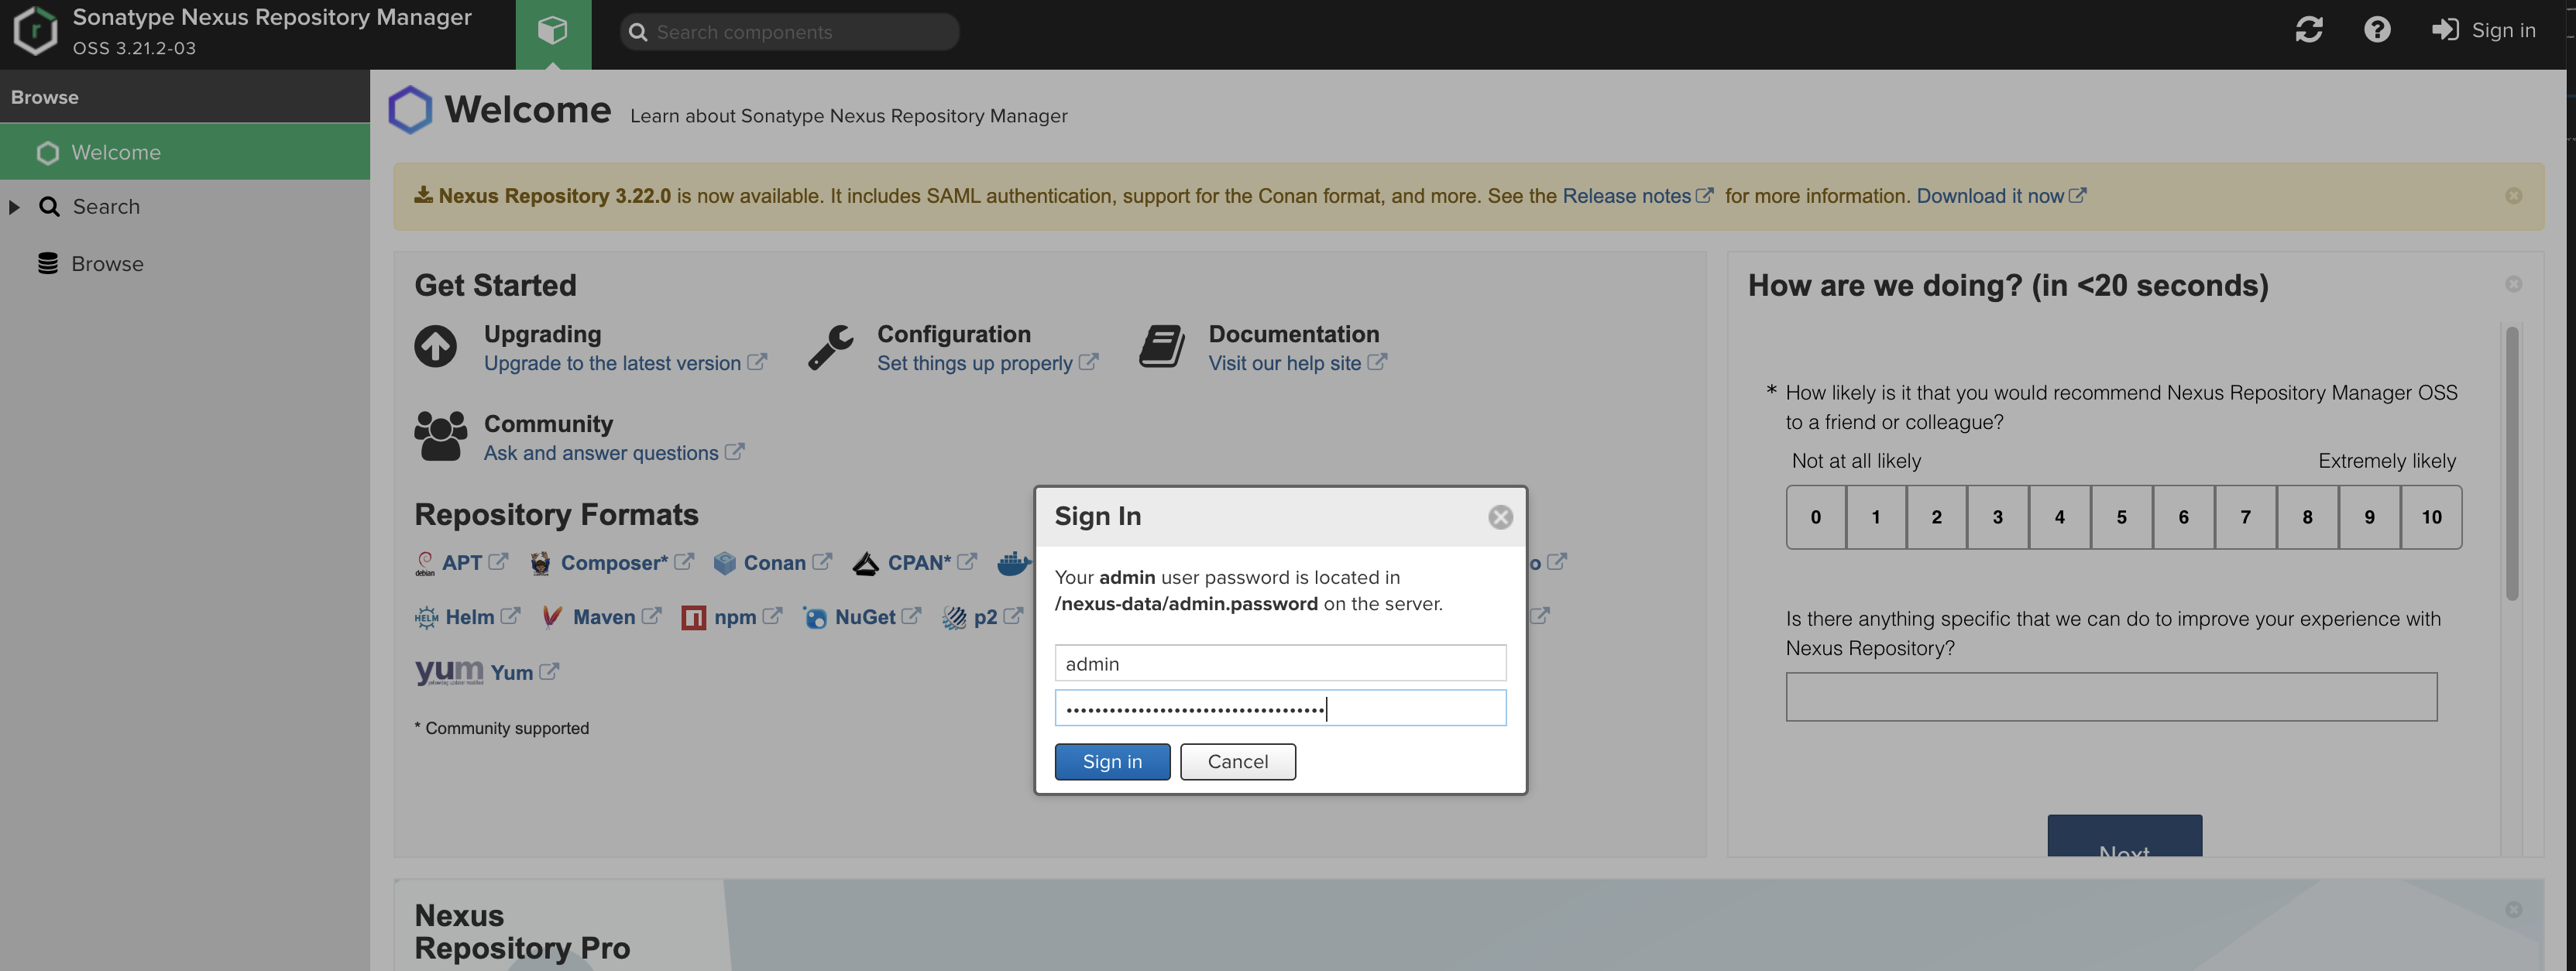 Sonatype Nexus Repository Manager
OSS 3.21.2-03
Search components
Sign in
Browse
Welcome
Search
Browse
Welcome Learn about Sonatype Nexus Repository Manager
Nexus Repository 3.22.0 is now available. It includes SAML authentication, support for the Conan format, and more. See the Release notes for more information. Download it now
Get Started
Upgrading
Upgrade to the latest version
Configuration
Set things up properly
Documentation
Visit our help site
Community
Ask and answer questions
Repository Formats
debian
APT Composer* Conan CPAN* o
HELM
Helm Maven npm NuGet p2
yum Yum
* Community supported
Sign In
Your admin user password is located in
/nexus-data/admin.password on the server.
admin
••••••••••••••••••••••••••••••••••••
Sign in Cancel
How are we doing? (in <20 seconds)
* How likely is it that you would recommend Nexus Repository Manager OSS
to a friend or colleague?
Not at all likely Extremely likely
0 1 2 3 4 5 6 7 8 9 10
Is there anything specific that we can do to improve your experience with
Nexus Repository?
Next
Nexus
Repository Pro